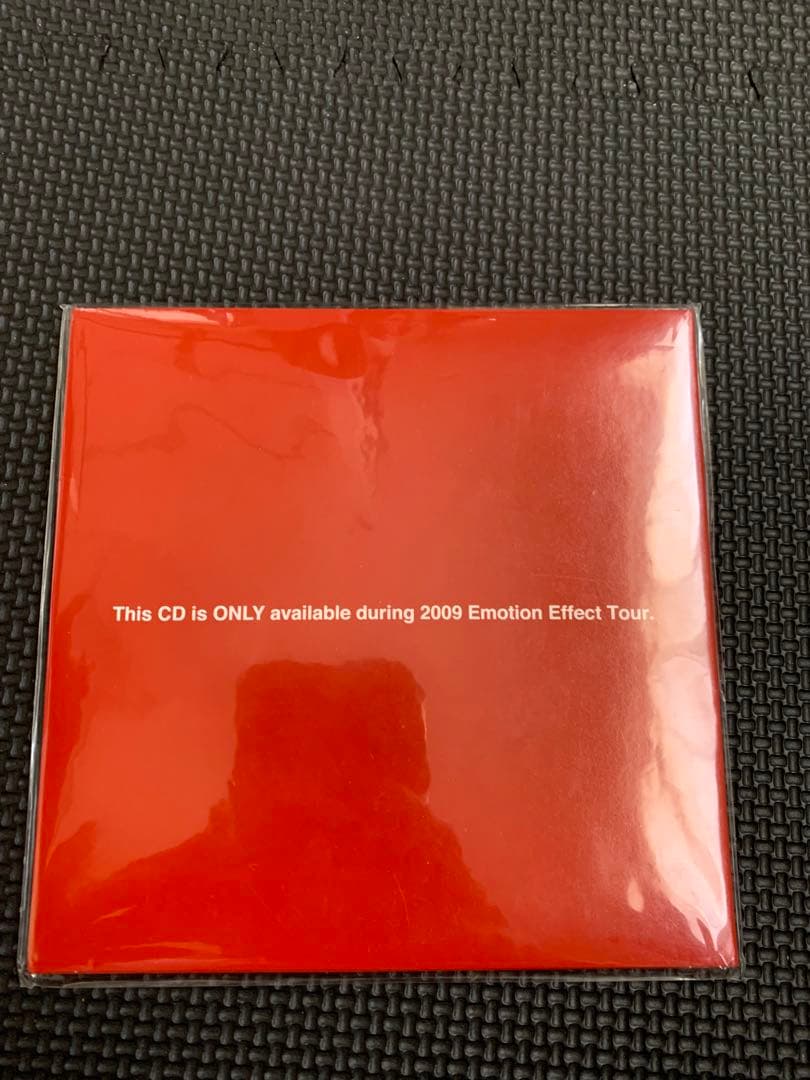 This CD is ONLY available during 2009 Emotion Effect Tour.